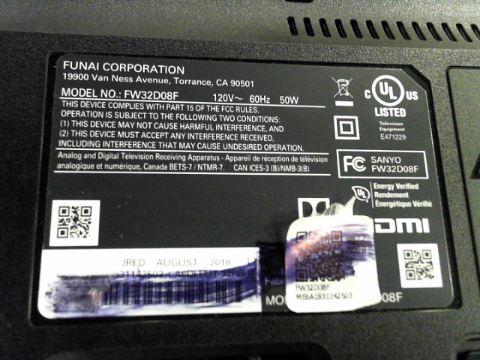 FUNAI CORPORATION
19900 Van Ness Avenue, Torrance, CA 90501
MODEL NO.: FW32D08F 120V~ 60Hz 50W
THIS DEVICE COMPLIES WITH PART 15 OF THE FCC RULES.
OPERATION IS SUBJECT TO THE FOLLOWING TWO CONDITIONS:
(1) THIS DEVICE MAY NOT CAUSE HARMFUL INTERFERENCE, AND
(2) THIS DEVICE MUST ACCEPT ANY INTERFERENCE RECEIVED,
INCLUDING INTERFERENCE THAT MAY CAUSE UNDESIRED OPERATION.
Analog and Digital Television Receiving Apparatus - Appareil de réception de télévision
analogique et numérique, Canada BETS-7 / NTMR-7. CAN ICES-3 (B)/NMB-3(B)
C UL US
LISTED
Television
Equipment
E471229
FC SANYO
FW32D08F
UL Energy Verified
Rendement
Énergétique Vérifié
HDMI
AUGUST 2018
FW32D08F
ME6A1831142503
08F